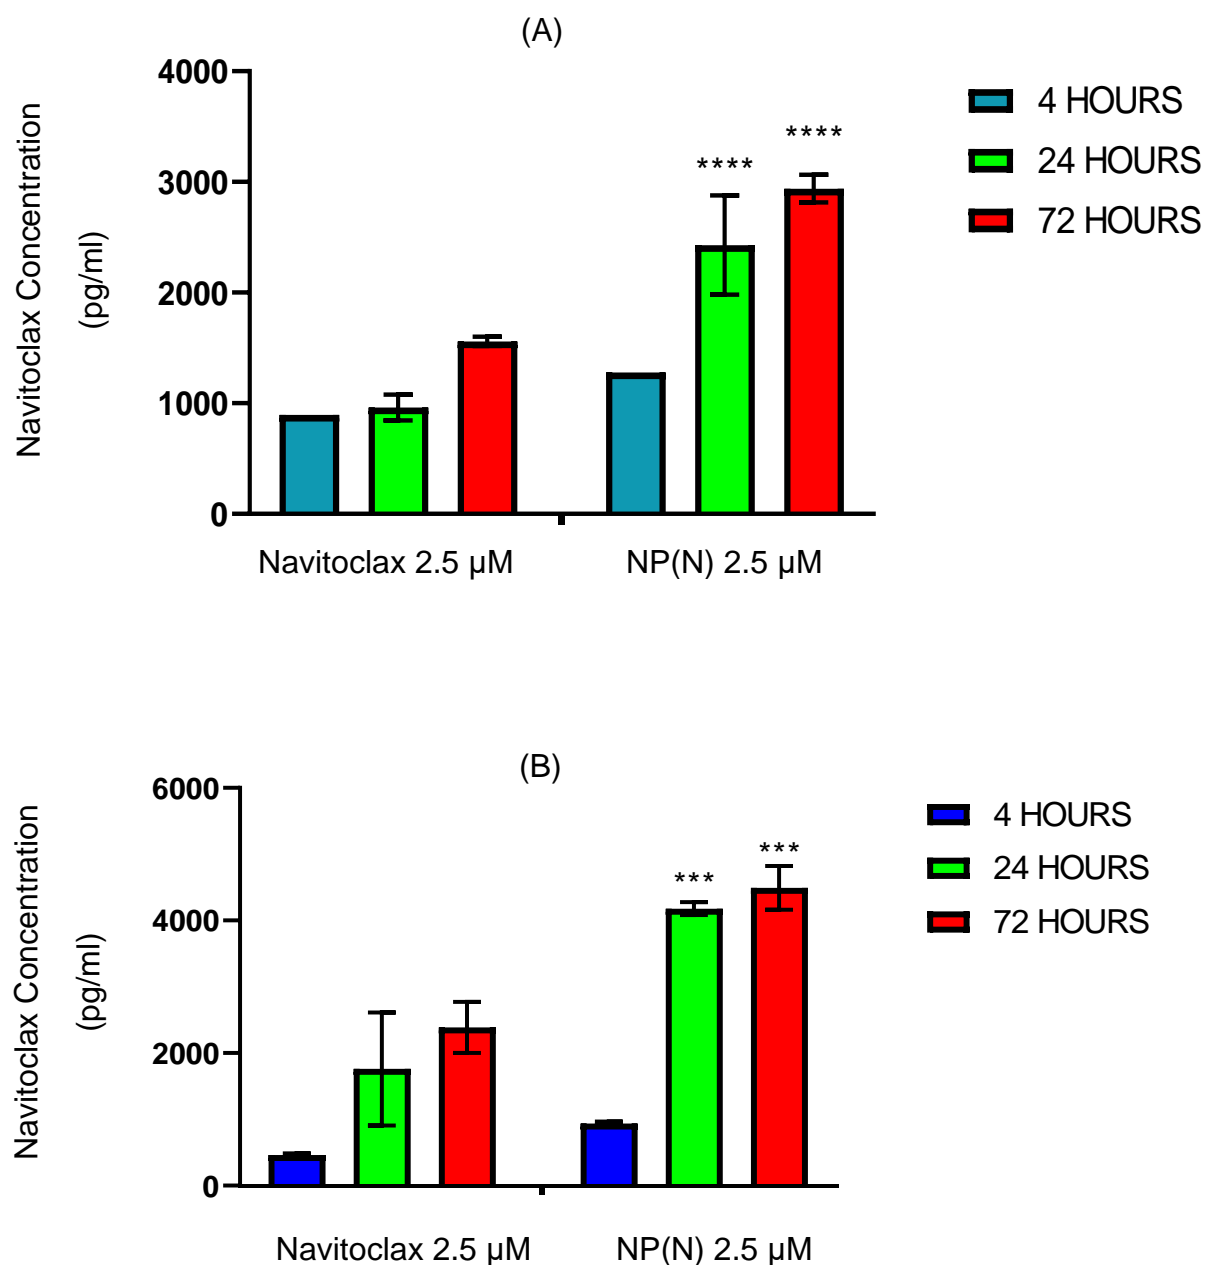 (A)
Navitoclax Concentration
(pg/ml)
4000
3000
2000
1000
0
****
****
4 HOURS
24 HOURS
72 HOURS
Navitoclax 2.5 μM
NP(N) 2.5 μM
(B)
Navitoclax Concentration
(pg/ml)
6000
4000
2000
0
***
***
4 HOURS
24 HOURS
72 HOURS
Navitoclax 2.5 μM
NP(N) 2.5 μM